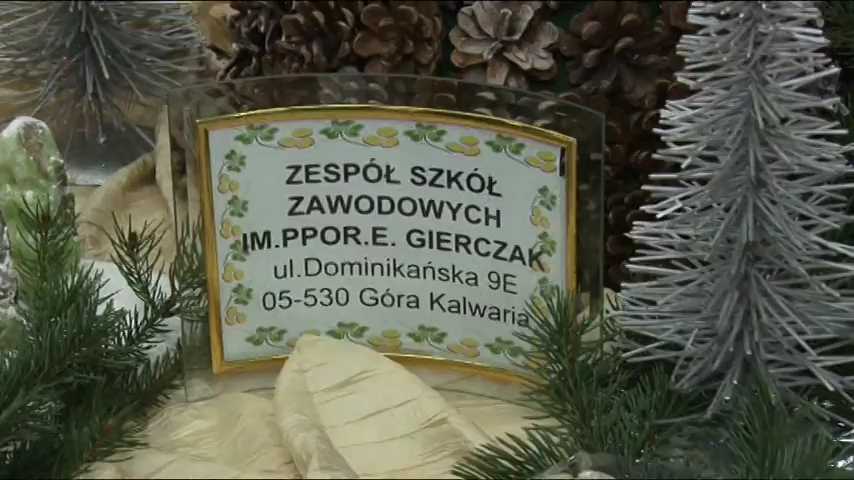 ZESPÓŁ SZKÓŁ
ZAWODOWYCH
IM.PPOR.E.GIERCZAK
ul.Dominikańska 9E
05-530 Góra Kalwaria